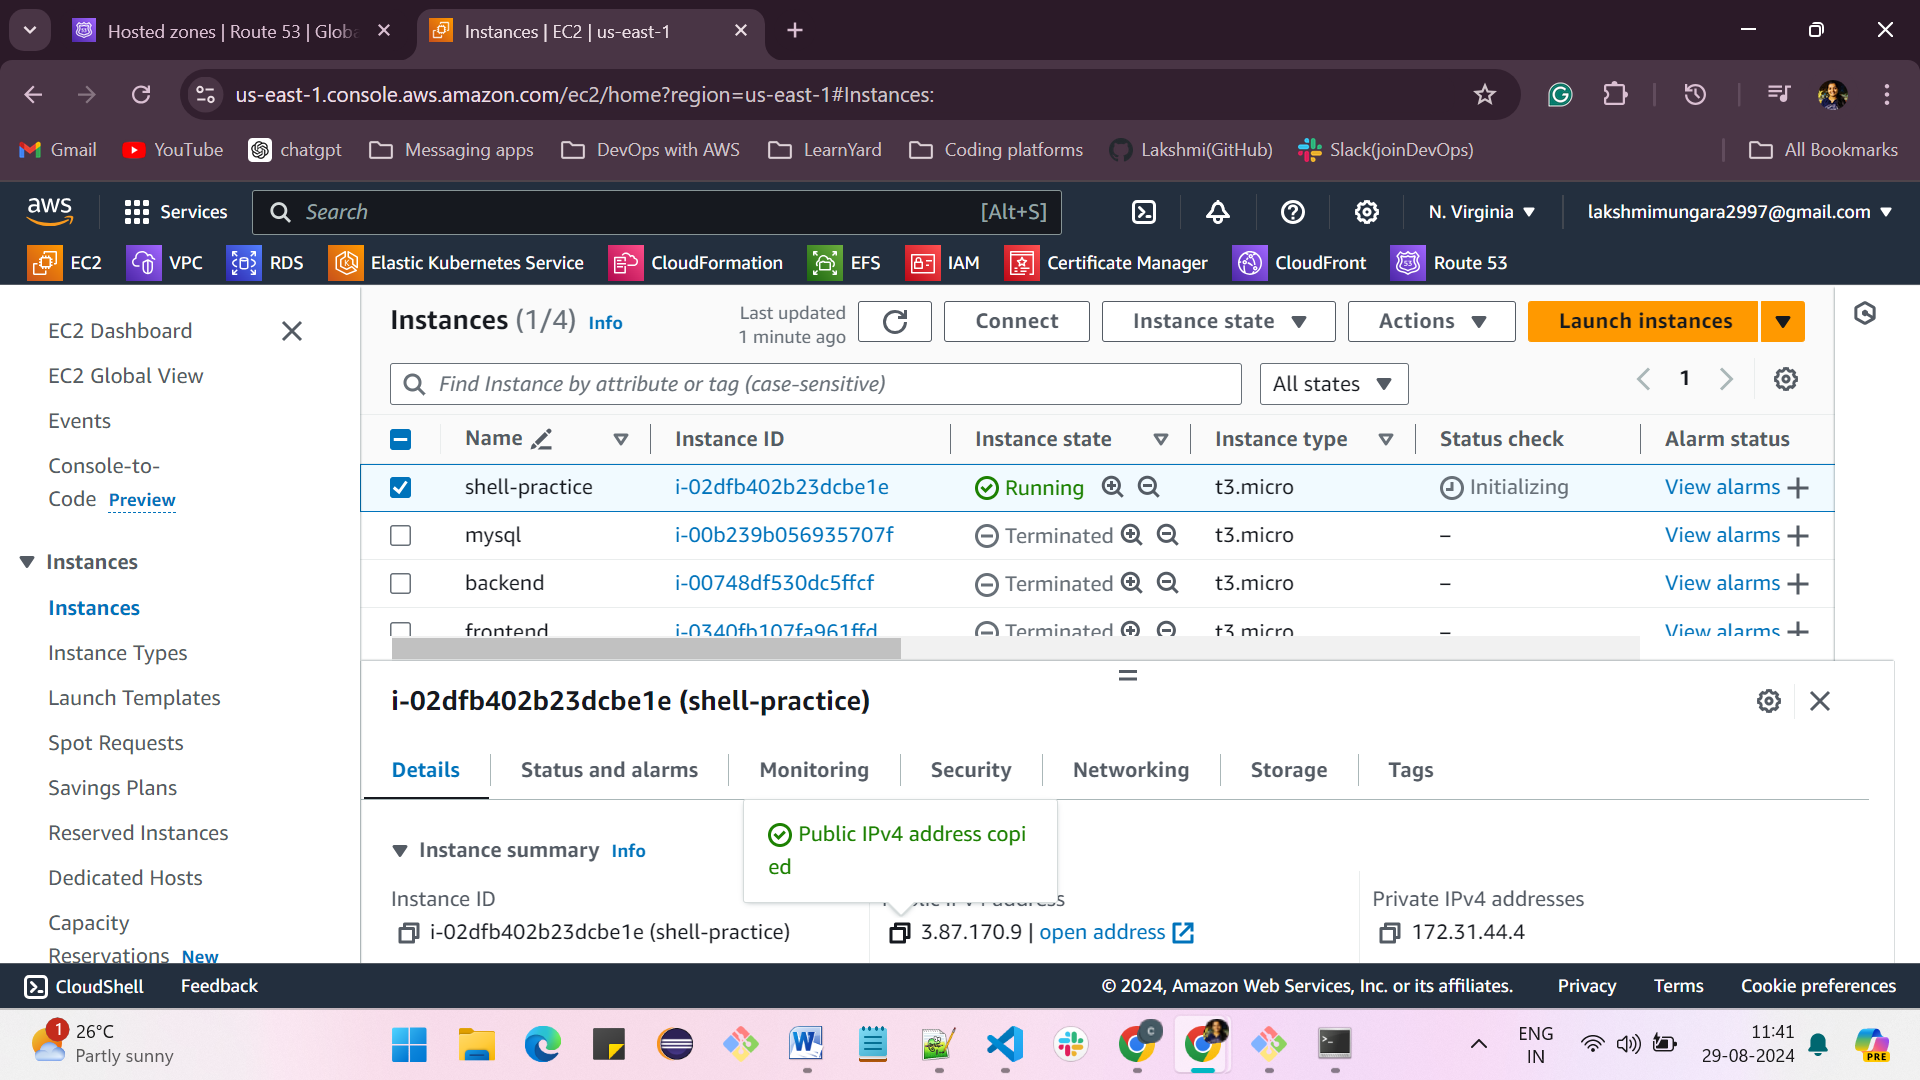 Hosted zones | Route 53 | Globa
Instances | EC2 | us-east-1
us-east-1.console.aws.amazon.com/ec2/home?region=us-east-1#Instances:
Gmail
YouTube
chatgpt
Messaging apps
DevOps with AWS
LearnYard
Coding platforms
Lakshmi(GitHub)
Slack(joinDevOps)
All Bookmarks
aws
Services
Search
[Alt+S]
N. Virginia
lakshmimungara2997@gmail.com
EC2
VPC
RDS
Elastic Kubernetes Service
CloudFormation
EFS
IAM
Certificate Manager
CloudFront
Route 53
EC2 Dashboard
EC2 Global View
Events
Console-to-
Code Preview
Instances
Instances
Instance Types
Launch Templates
Spot Requests
Savings Plans
Reserved Instances
Dedicated Hosts
Capacity
Reservations New
Instances (1/4) Info
Last updated
1 minute ago
Connect
Instance state
Actions
Launch instances
Find Instance by attribute or tag (case-sensitive)
All states
1
Name Instance ID Instance state Instance type Status check Alarm status
shell-practice i-02dfb402b23dcbe1e Running t3.micro Initializing View alarms +
mysql i-00b239b056935707f Terminated t3.micro – View alarms +
backend i-00748df530dc5ffcf Terminated t3.micro – View alarms +
frontend i-0340fb107fa961ffd Terminated t3.micro – View alarms +
i-02dfb402b23dcbe1e (shell-practice)
Details
Status and alarms
Monitoring
Security
Networking
Storage
Tags
Public IPv4 address copi
ed
Instance summary Info
Instance ID
i-02dfb402b23dcbe1e (shell-practice)
3.87.170.9 | open address
Private IPv4 addresses
172.31.44.4
CloudShell
Feedback
© 2024, Amazon Web Services, Inc. or its affiliates.
Privacy
Terms
Cookie preferences
1
26°C
Partly sunny
C
ENG
IN
11:41
29-08-2024
PRE